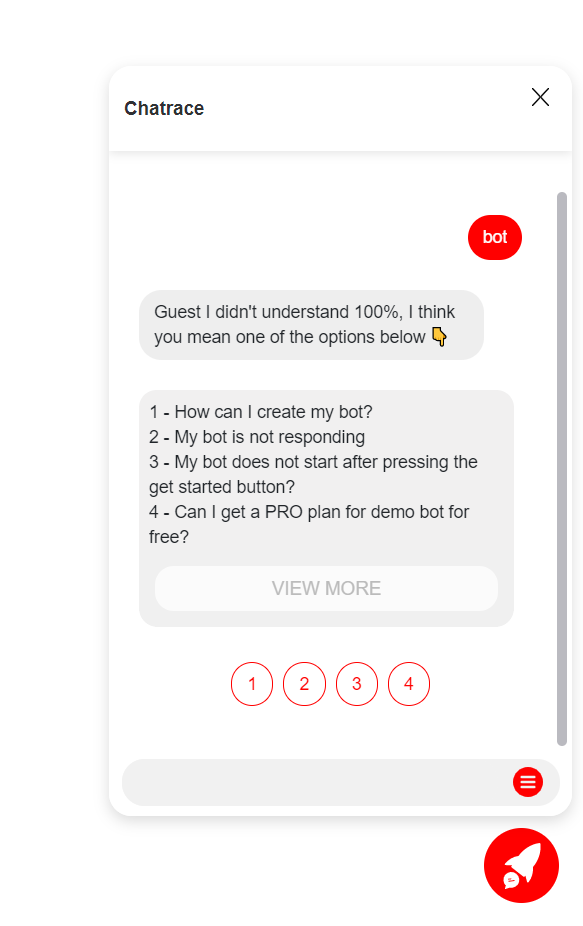 Chatrace
bot
Guest I didn't understand 100%, I think
you mean one of the options below 👇
1 - How can I create my bot?
2 - My bot is not responding
3 - My bot does not start after pressing the
get started button?
4 - Can I get a PRO plan for demo bot for
free?
VIEW MORE
1 2 3 4